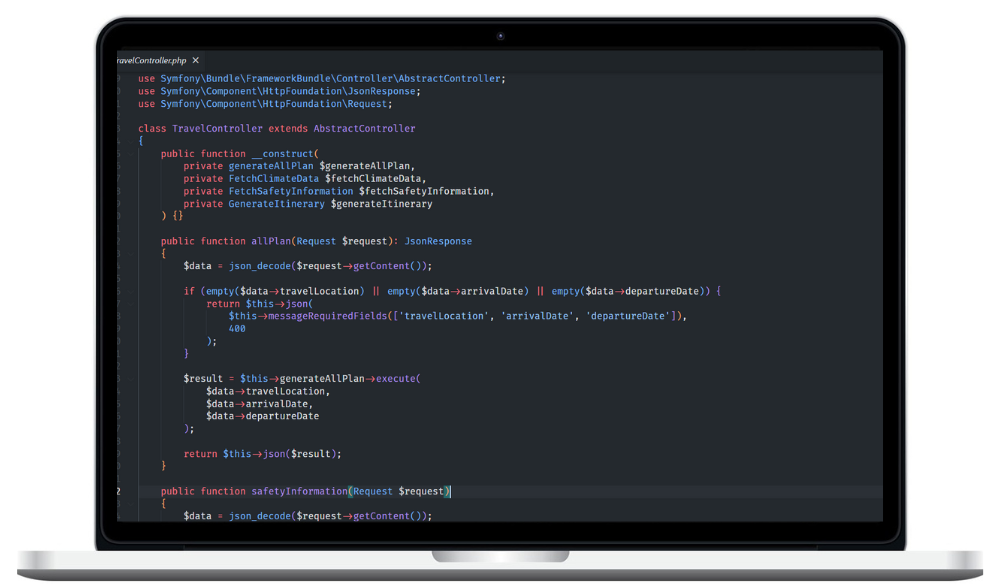 ravelController.php ×
use Symfony\Bundle\FrameworkBundle\Controller\AbstractController;
use Symfony\Component\HttpFoundation\JsonResponse;
use Symfony\Component\HttpFoundation\Request;
class TravelController extends AbstractController
{
public function __construct(
private generateAllPlan $generateAllPlan,
private FetchClimateData $fetchClimateData,
private FetchSafetyInformation $fetchSafetyInformation,
private GenerateItinerary $generateItinerary
) {}
public function allPlan(Request $request): JsonResponse
{
$data = json_decode($request->getContent());
if (empty($data->travelLocation) || empty($data->arrivalDate) || empty($data->departureDate)) {
return $this->json(
$this->messageRequiredFields(['travelLocation', 'arrivalDate', 'departureDate']),
400
);
}
$result = $this->generateAllPlan->execute(
$data->travelLocation,
$data->arrivalDate,
$data->departureDate
);
return $this->json($result);
}
2 public function safetyInformation(Request $request)
{
$data = json_decode($request->getContent());